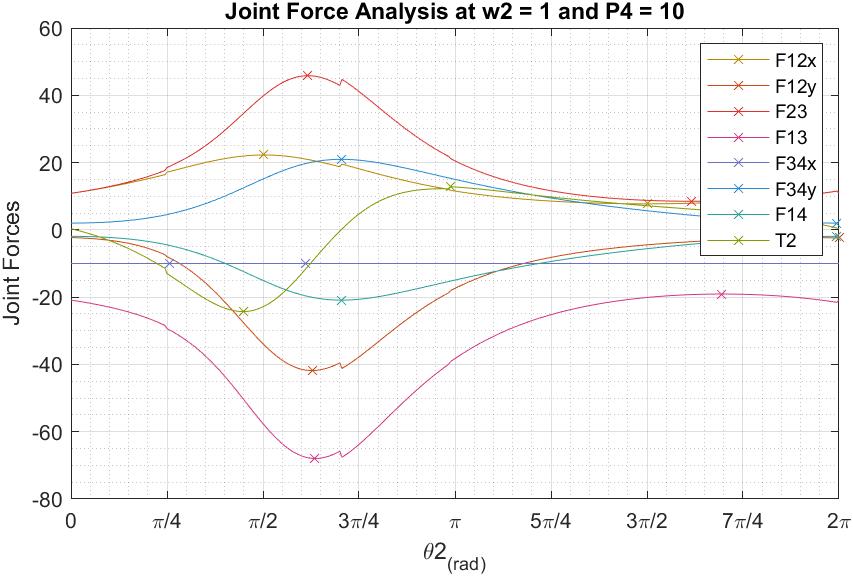 Joint Force Analysis at w2 = 1 and P4 = 10
60
40
20
0
-20
-40
-60
-80
Joint Forces
F12x
F12y
F23
F13
F34x
F34y
F14
T2
0 π/4 π/2 3π/4 π 5π/4 3π/2 7π/4 2π
θ2(rad)